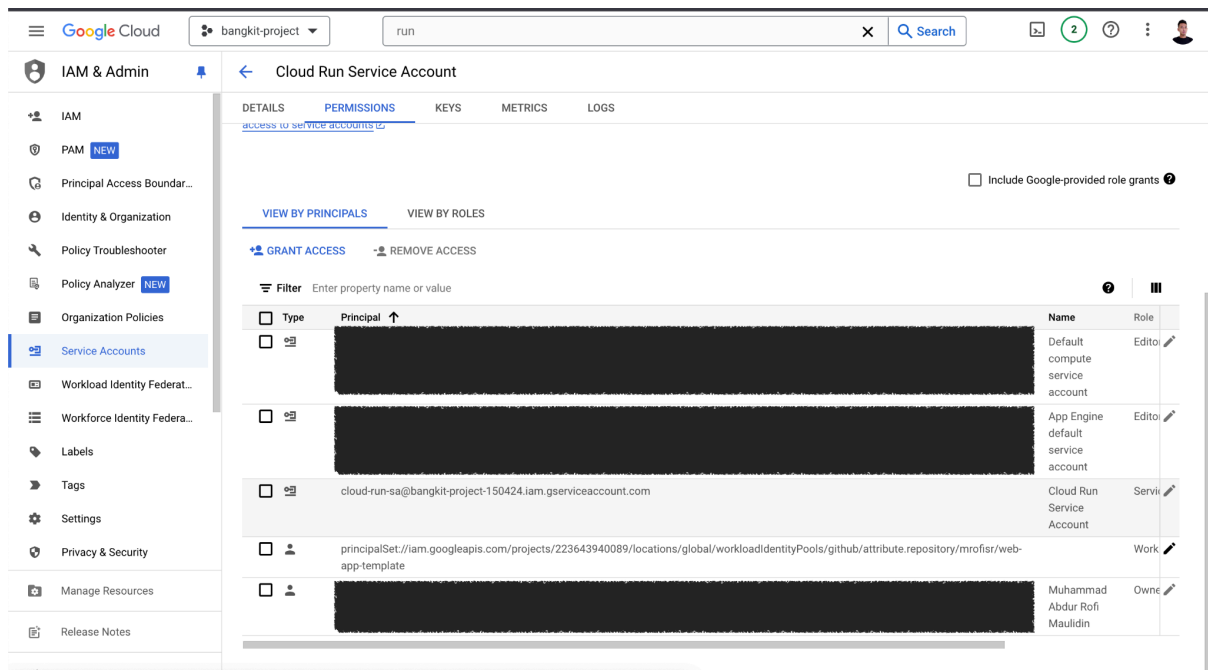 Google Cloud
bangkit-project
run
Search
2
IAM & Admin
Cloud Run Service Account
DETAILS
PERMISSIONS
KEYS
METRICS
LOGS
access to service accounts
IAM
PAM NEW
Principal Access Boundar...
Identity & Organization
Policy Troubleshooter
Policy Analyzer NEW
Organization Policies
Service Accounts
Workload Identity Federat...
Workforce Identity Federa...
Labels
Tags
Settings
Privacy & Security
Manage Resources
Release Notes
Include Google-provided role grants
VIEW BY PRINCIPALS
VIEW BY ROLES
GRANT ACCESS
REMOVE ACCESS
Filter Enter property name or value
Type Principal Name Role
Default Editor
compute
service
account
App Engine Editor
default
service
account
cloud-run-sa@bangkit-project-150424.iam.gserviceaccount.com Cloud Run Servic
Service
Account
principalSet://iam.googleapis.com/projects/223643940089/locations/global/workloadIdentityPools/github/attribute.repository/mrofisr/web- Work
app-template
Muhammad Owne
Abdur Rofi
Maulidin